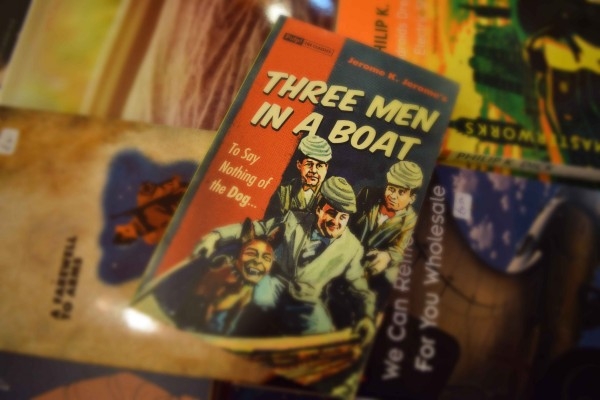 Jerome K. Jerome's
THREE MEN
IN A BOAT
To Say
Nothing of
the Dog...
A FAREWELL
TO ARMS
We Can Reme
For You Wholesale
PHILIP K.
MASTERWORKS